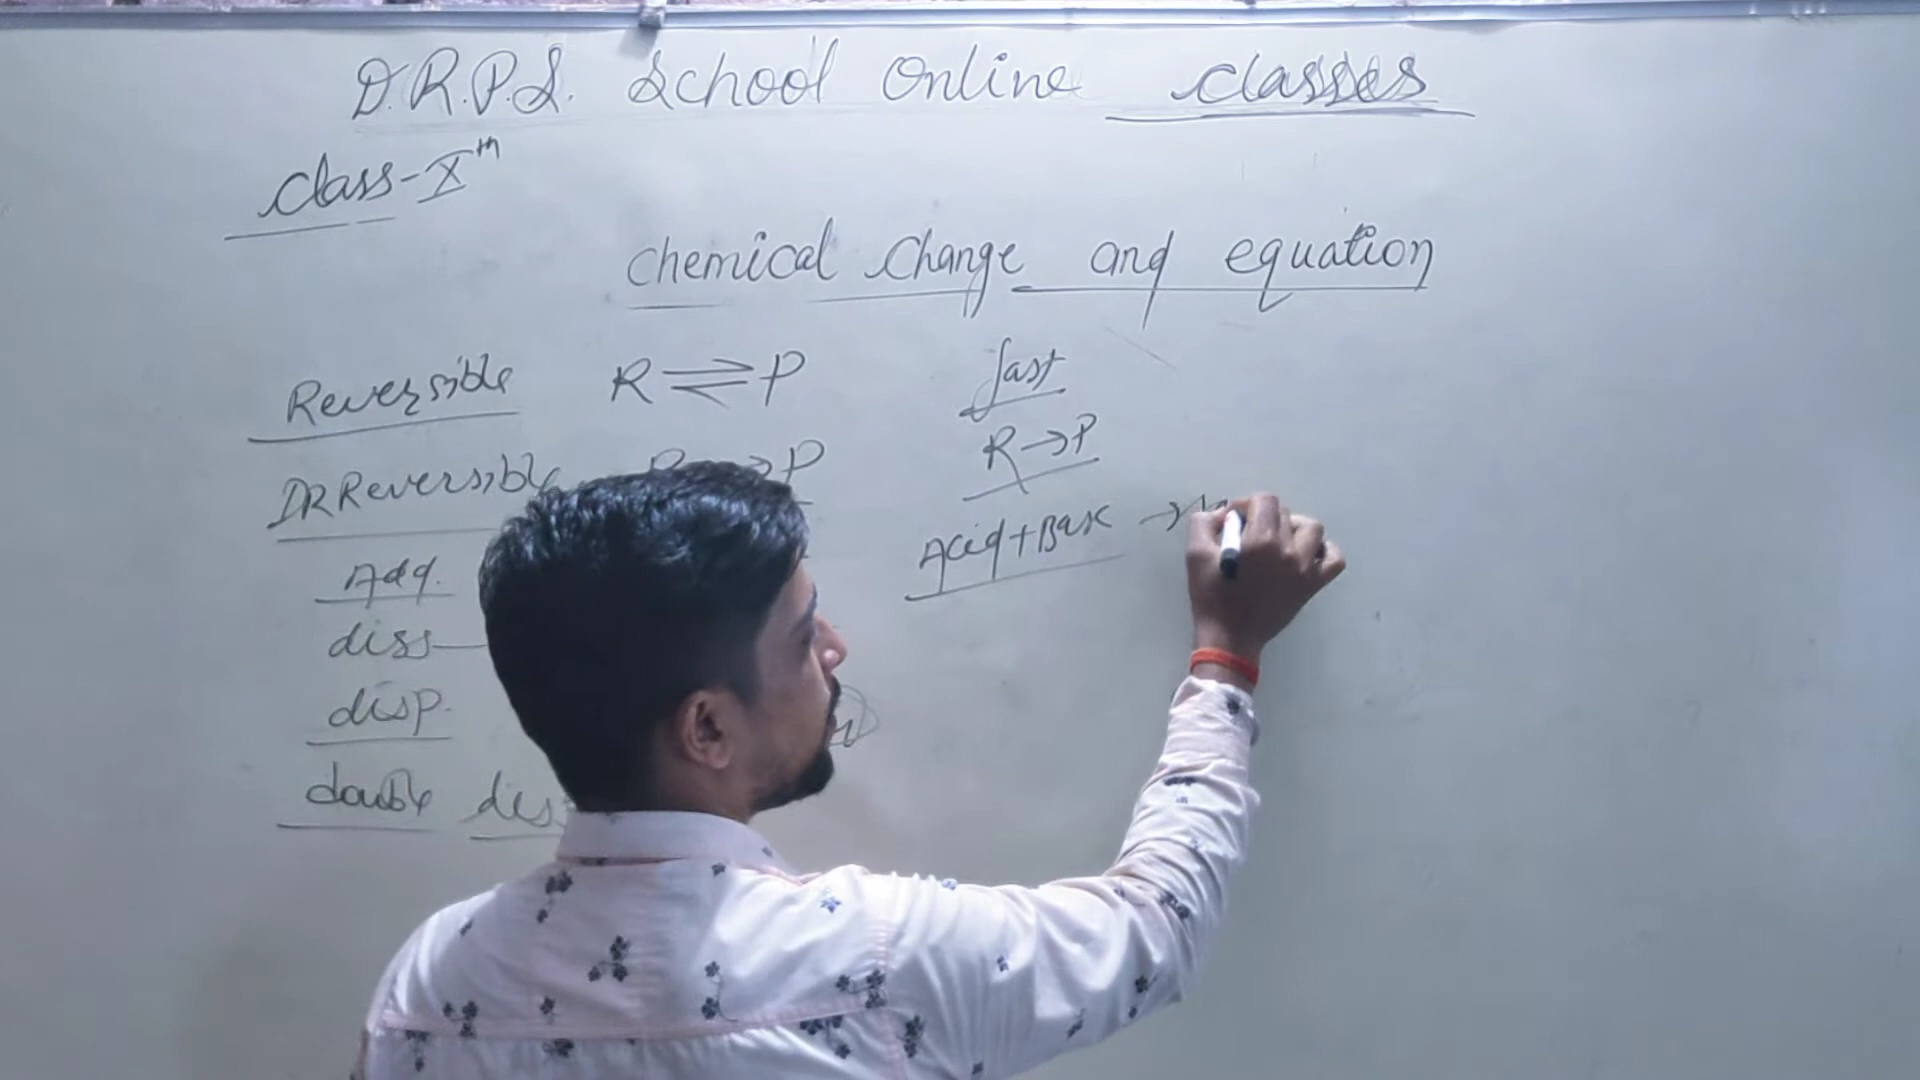 D.R.P.S. School Online classes
class-Xth
chemical change and equation
Reversible R ⇌ P
IRReversible P
Add.
diss
disp.
double
fast
R→P
Acid+Base →